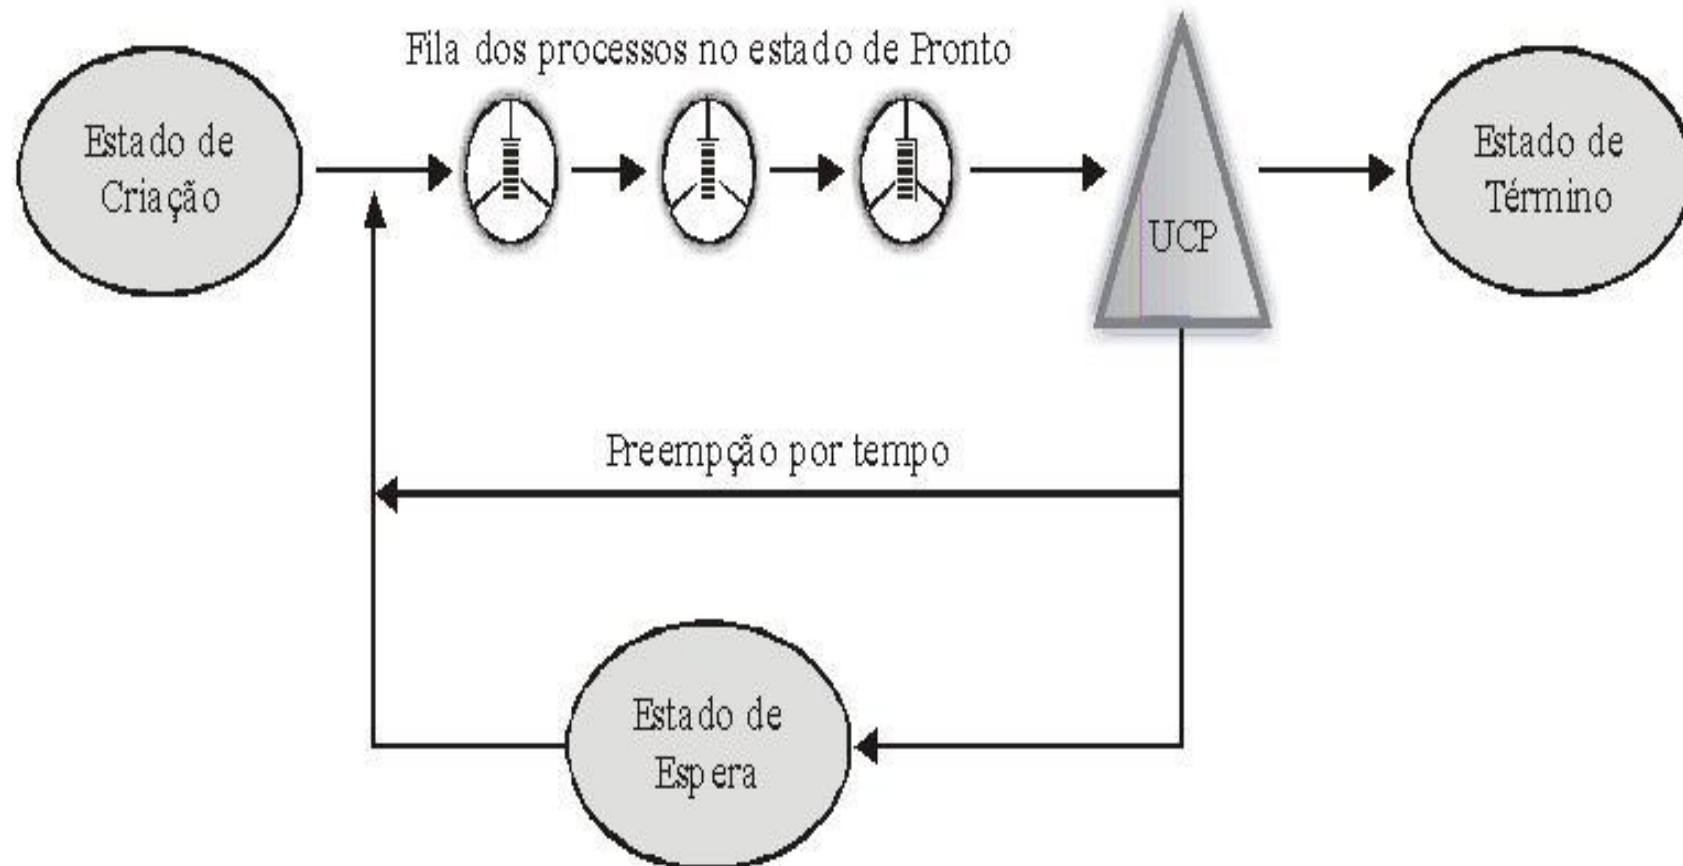 Fila dos processos no estado de Pronto
Estado de
Criação
UCP
Estado de
Término
Preempção por tempo
Estado de
Espera